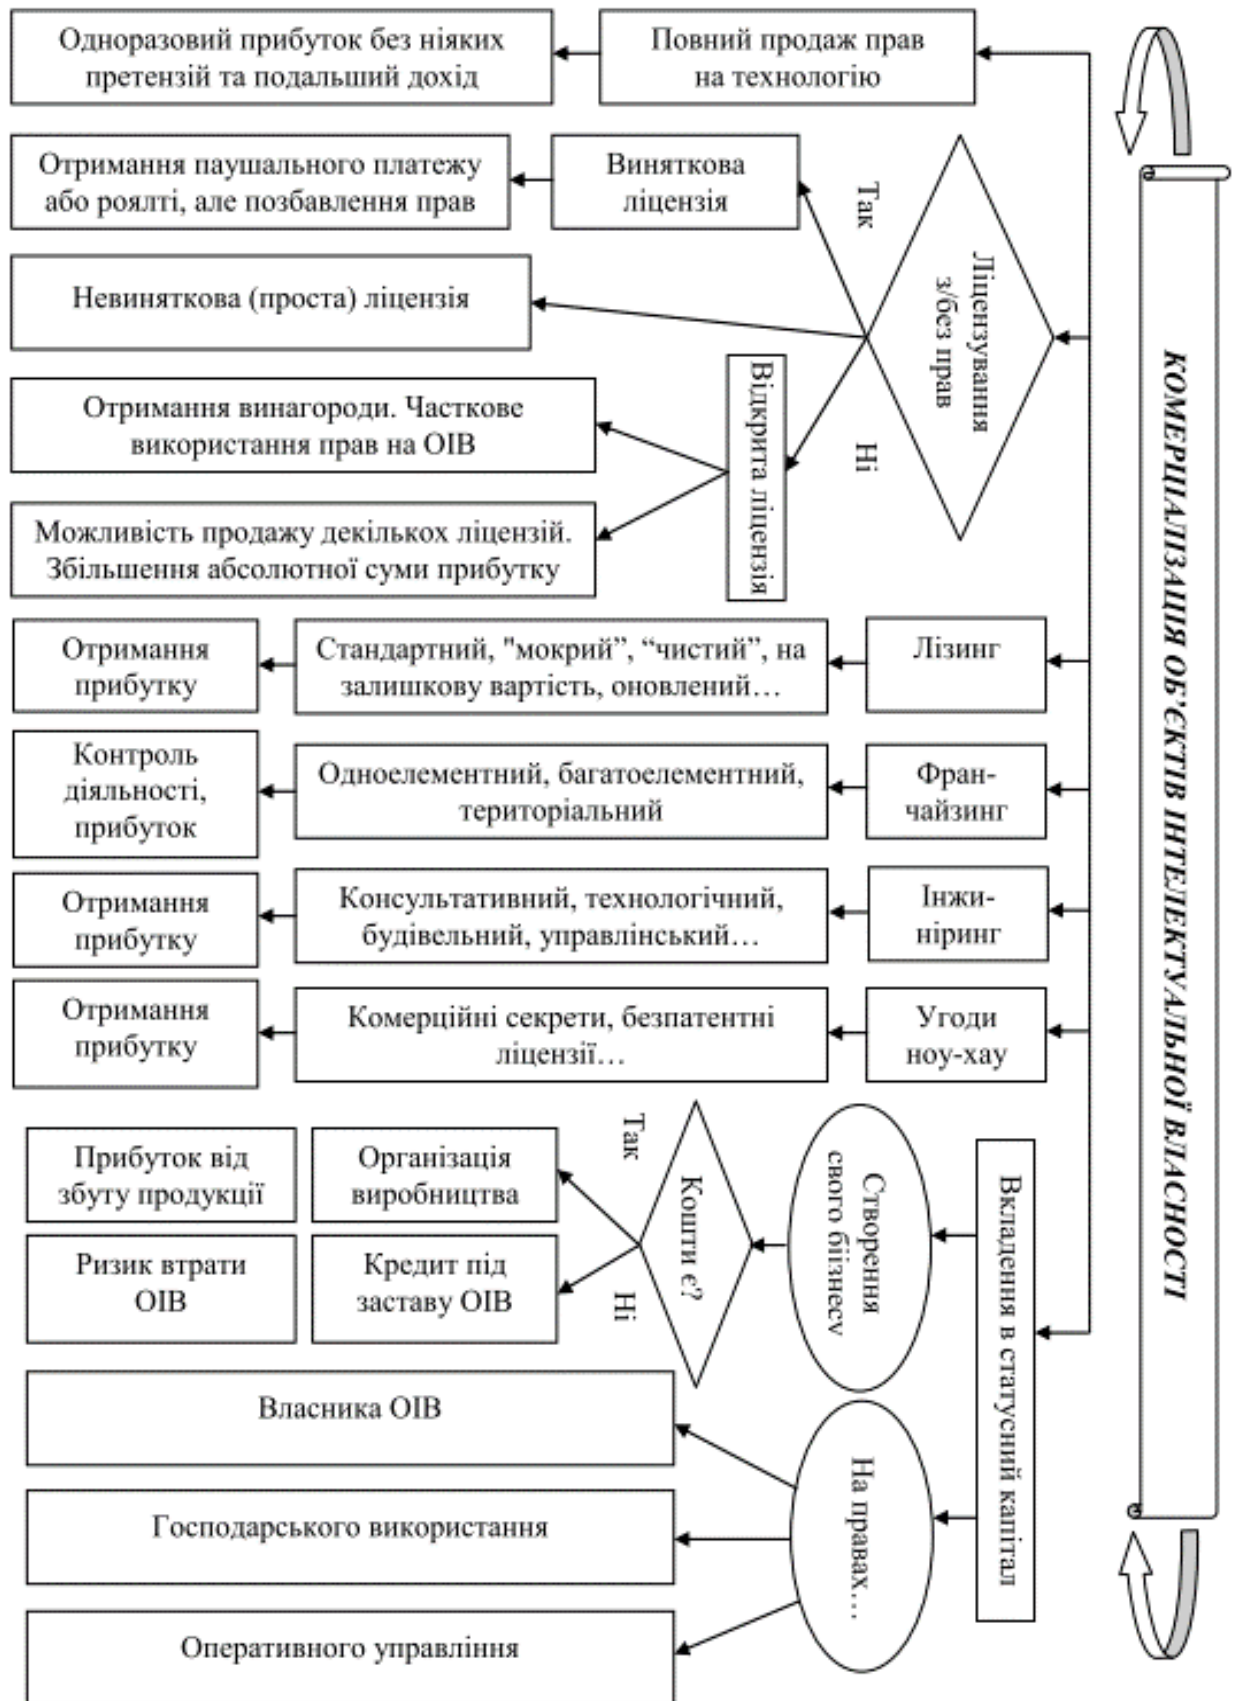 Одноразовий прибуток без ніяких
претензій та подальший дохід
Повний продаж прав
на технологію
Отримання паушального платежу
або роялті, але позбавлення прав
Виняткова
ліцензія
Так
Ліцензування
з/без прав
Невиняткова (проста) ліцензія
Відкрита ліцензія
Ні
Отримання винагороди. Часткове
використання прав на ОІВ
Можливість продажу декількох ліцензій.
Збільшення абсолютної суми прибутку
КОМЕРЦІАЛІЗАЦІЯ ОБ’ЄКТІВ ІНТЕЛЕКТУАЛЬНОЇ ВЛАСНОСТІ
Отримання
прибутку
Стандартний, "мокрий”, “чистий”, на
залишкову вартість, оновлений…
Лізинг
Контроль
діяльності,
прибуток
Одноелементний, багатоелементний,
територіальний
Фран-
чайзинг
Отримання
прибутку
Консультативний, технологічний,
будівельний, управлінський…
Інжи-
ніринг
Отримання
прибутку
Комерційні секрети, безпатентні
ліцензії…
Угоди
ноу-хау
Прибуток від
збуту продукції
Організація
виробництва
Так
Кошти є?
Створення
свого біізнесу
Вкладення в статусний капітал
Ризик втрати
ОІВ
Кредит під
заставу ОІВ
Ні
Власника ОІВ
На правах…
Господарського використання
Оперативного управління